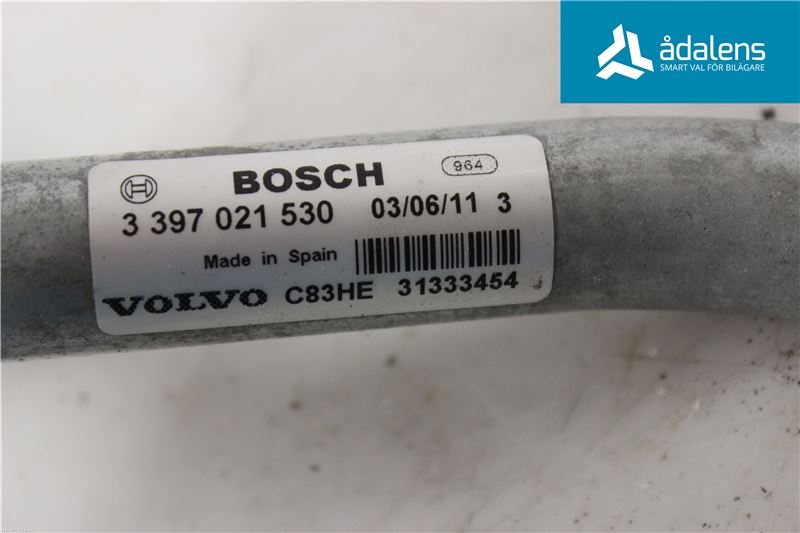 ådalens
SMART VAL FÖR BILÄGARE
BOSCH 964
3 397 021 530 03/06/11 3
Made in Spain
VOLVO C83HE 31333454